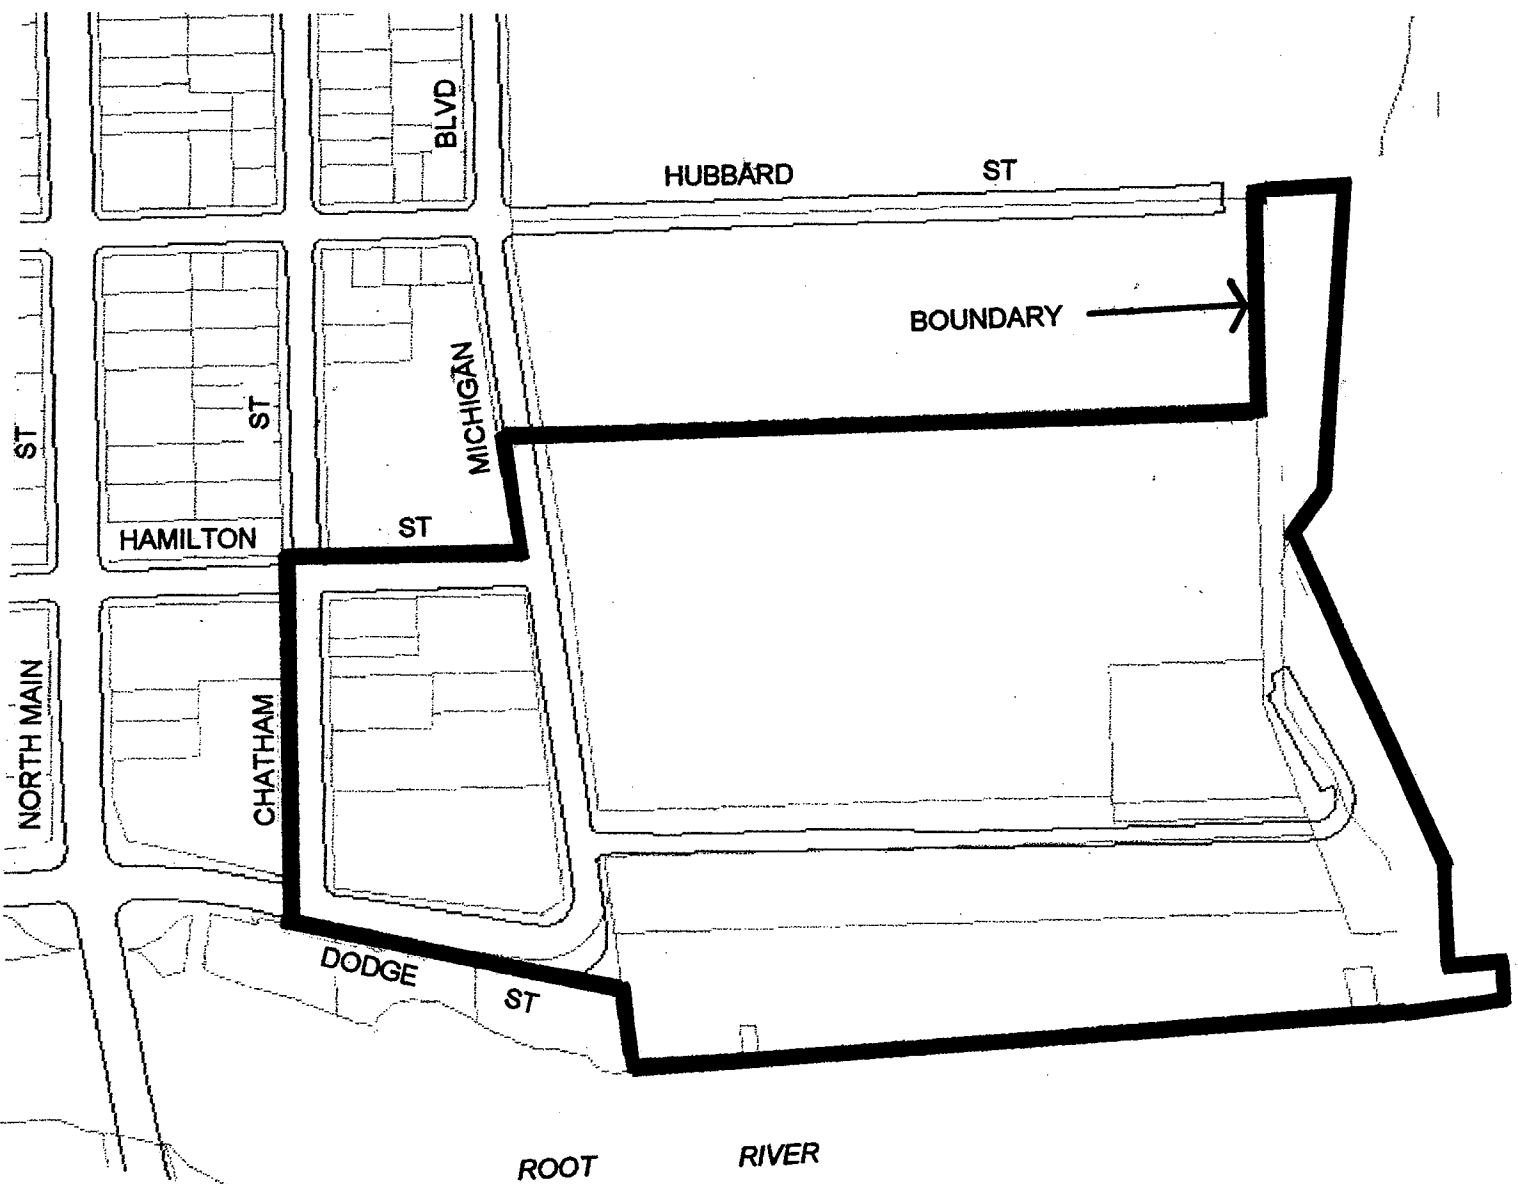 BLVD
HUBBARD ST
BOUNDARY
MICHIGAN
ST
ST
HAMILTON ST
NORTH MAIN
CHATHAM
DODGE ST
ROOT RIVER